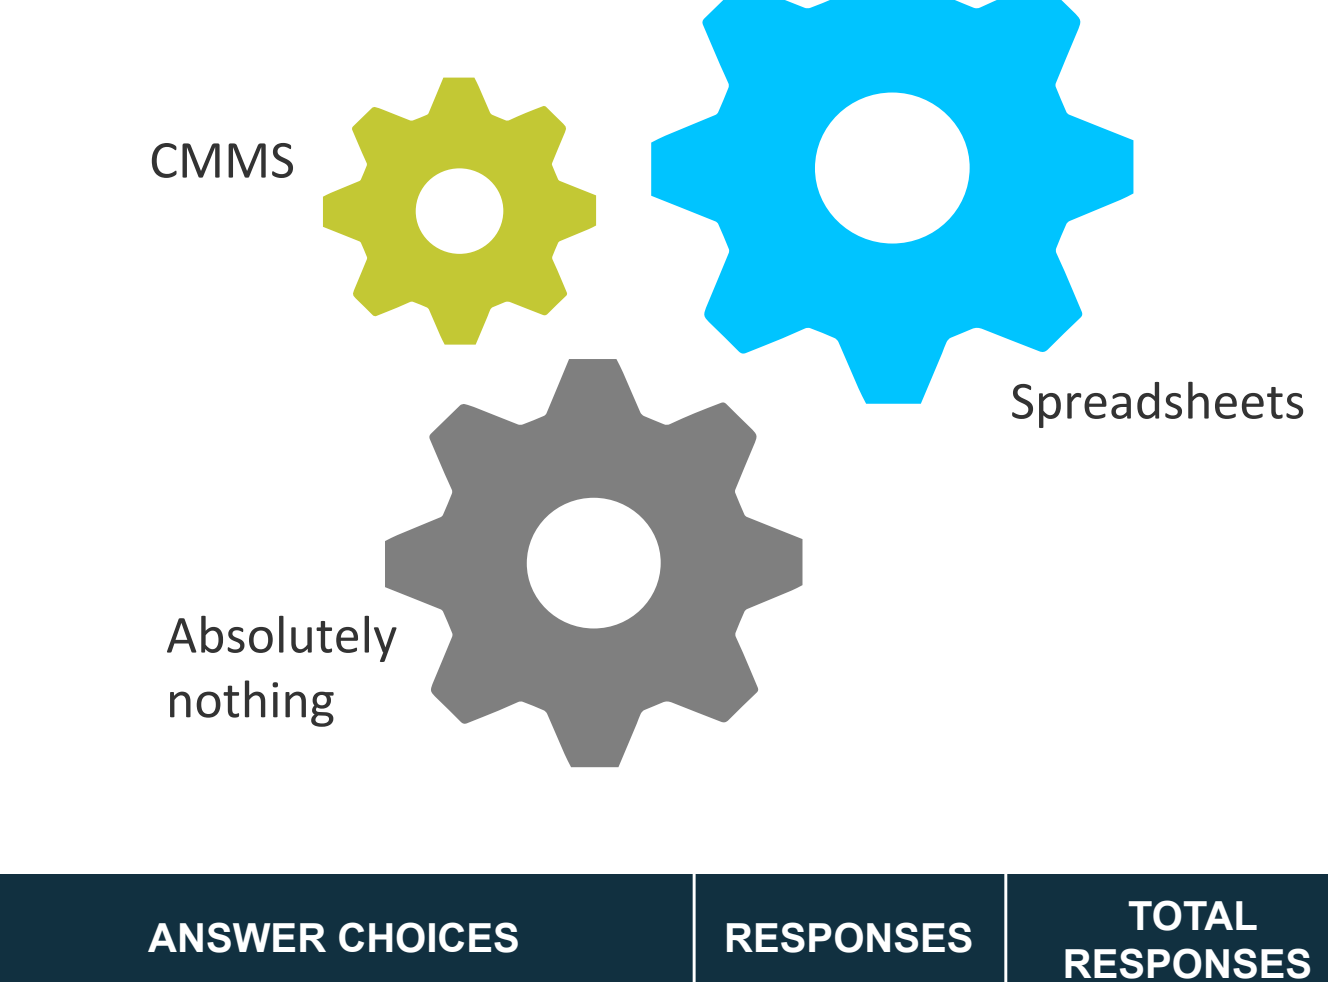 CMMS
Spreadsheets
Absolutely
nothing
ANSWER CHOICES
RESPONSES
TOTAL
RESPONSES